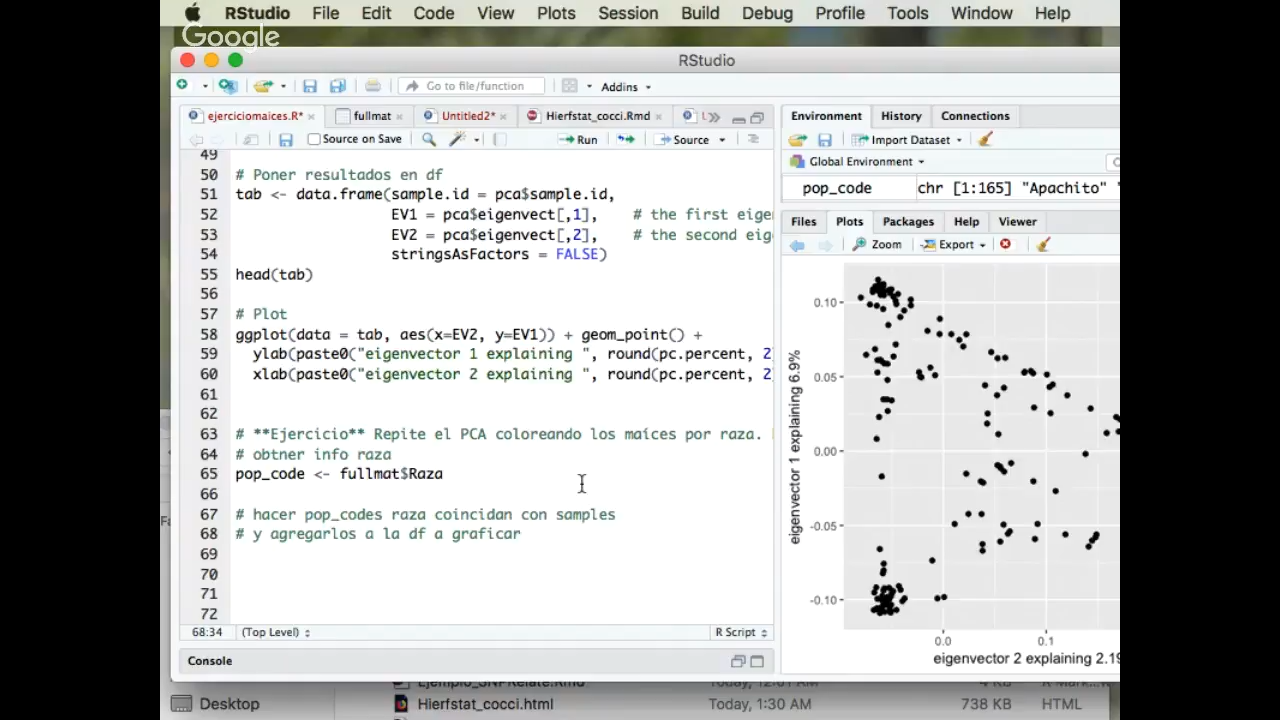 RStudio File Edit Code View Plots Session Build Debug Profile Tools Window Help
Google
RStudio
Go to file/function Addins
ejerciciomaices.R* fullmat Untitled2* Hierfstat_cocci.Rmd
Source on Save Run Source
49
50 # Poner resultados en df
51 tab <- data.frame(sample.id = pca$sample.id,
52 EV1 = pca$eigenvect[,1], # the first eige
53 EV2 = pca$eigenvect[,2], # the second eig
54 stringsAsFactors = FALSE)
55 head(tab)
56
57 # Plot
58 ggplot(data = tab, aes(x=EV2, y=EV1)) + geom_point() +
59 ylab(paste0("eigenvector 1 explaining ", round(pc.percent, 2
60 xlab(paste0("eigenvector 2 explaining ", round(pc.percent, 2
61
62
63 # **Ejercicio** Repite el PCA coloreando los maíces por raza.
64 # obtner info raza
65 pop_code <- fullmat$Raza
66
67 # hacer pop_codes raza coincidan con samples
68 # y agregarlos a la df a graficar
69
70
71
72
68:34 (Top Level) R Script
Console
Environment History Connections
Import Dataset
Global Environment
pop_code chr [1:165] "Apachito"
Files Plots Packages Help Viewer
Zoom Export
0.10
0.05
0.00
-0.05
-0.10
eigenvector 1 explaining 6.9%
0.0 0.1
eigenvector 2 explaining 2.19
Desktop
Hierfstat_cocci.html Today, 1:30 AM 738 KB HTML